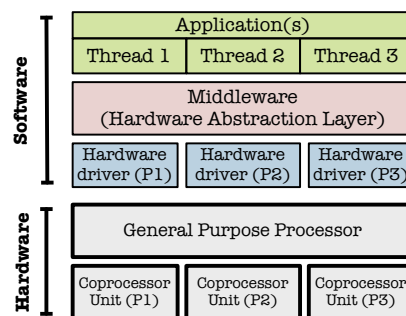 Software
Application(s)
Thread 1 Thread 2 Thread 3
Middleware
(Hardware Abstraction Layer)
Hardware Hardware Hardware
driver (P1) driver (P2) driver (P3)
Hardware
General Purpose Processor
Coprocessor Coprocessor Coprocessor
Unit (P1) Unit (P2) Unit (P3)